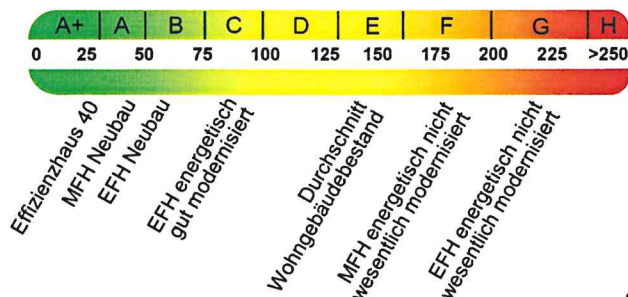 A+ A B C D E F G H
0 25 50 75 100 125 150 175 200 225 >250
Effizienzhaus 40
MFH Neubau
EFH Neubau
EFH energetisch
gut modernisiert
Durchschnitt
Wohngebäudebestand
MFH energetisch nicht
wesentlich modernisiert
EFH energetisch nicht
wesentlich modernisiert